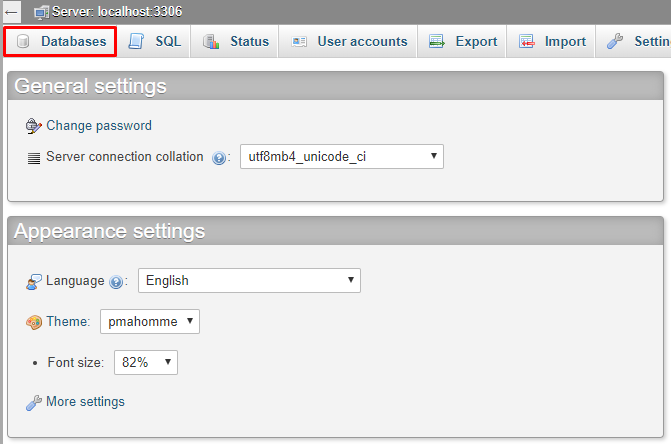 Server: localhost:3306
Databases SQL Status User accounts Export Import Settin
General settings
Change password
Server connection collation : utf8mb4_unicode_ci
Appearance settings
Language : English
Theme: pmahomme
• Font size: 82%
More settings